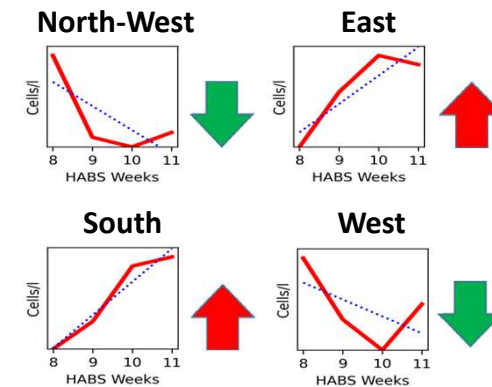 North-West
Cells/l
8 9 10 11
HABS Weeks
East
Cells/l
8 9 10 11
HABS Weeks
South
Cells/l
8 9 10 11
HABS Weeks
West
Cells/l
8 9 10 11
HABS Weeks